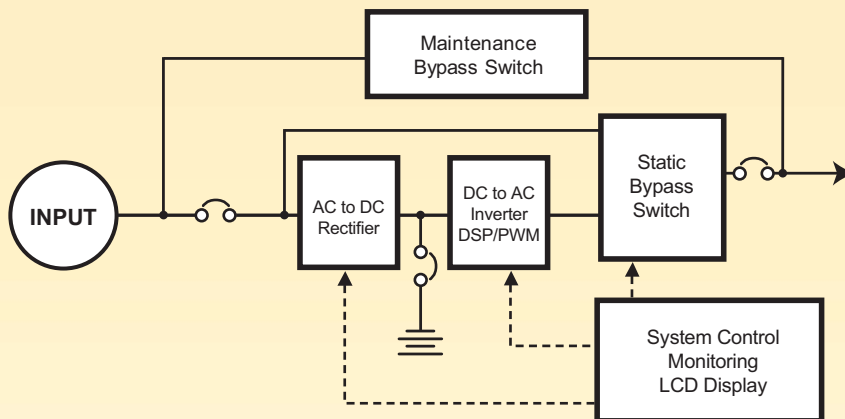 Maintenance
Bypass Switch
INPUT
AC to DC
Rectifier
DC to AC
Inverter
DSP/PWM
Static
Bypass
Switch
System Control
Monitoring
LCD Display